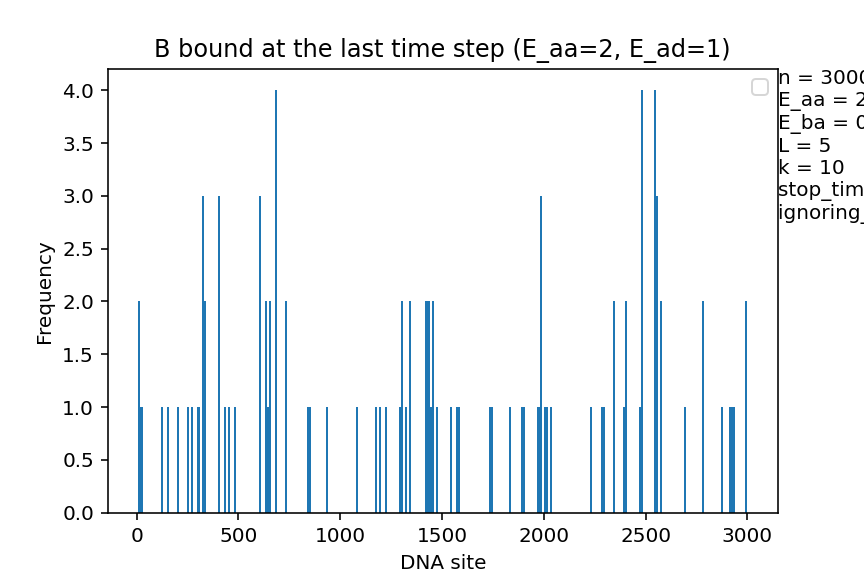 B bound at the last time step (E_aa=2, E_ad=1)
n = 3000
E_aa = 2
E_ba = 0
L = 5
k = 10
stop_tim
ignoring_
4.0
3.5
3.0
2.5
2.0
1.5
1.0
0.5
0.0
Frequency
0 500 1000 1500 2000 2500 3000
DNA site